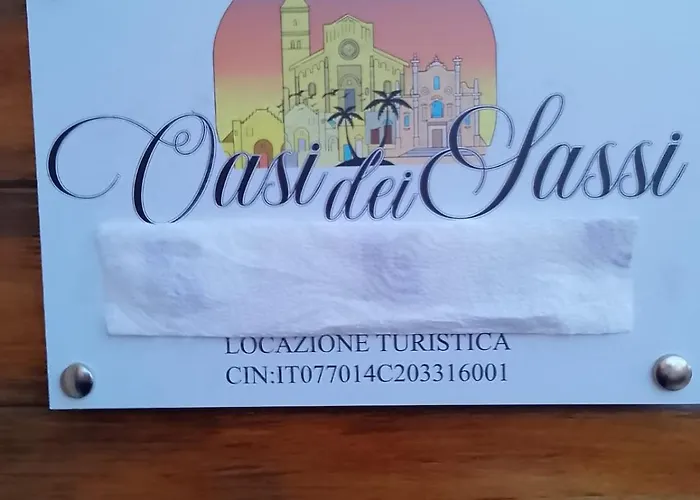 Oasi dei Sassi
LOCAZIONE TURISTICA
CIN:IT077014C203316001